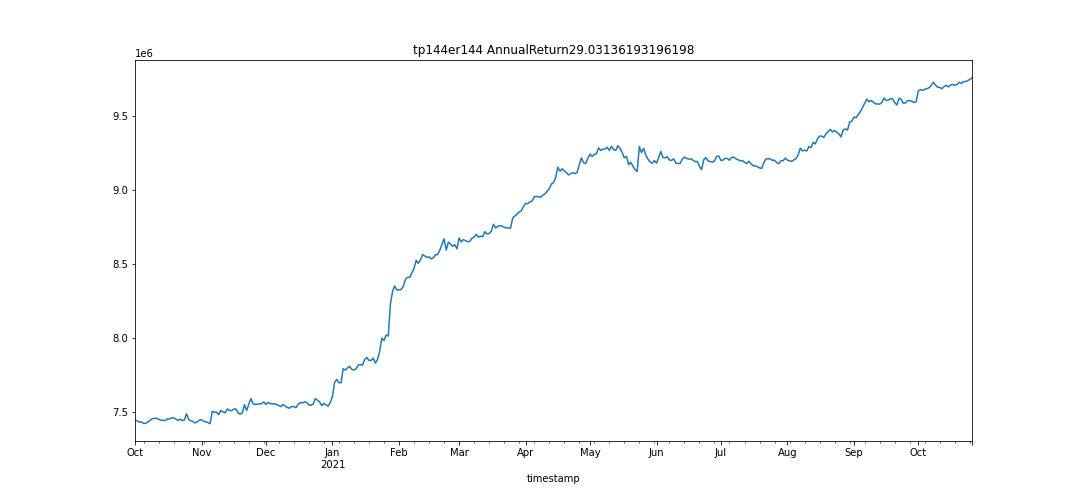 tp144er144 AnnualReturn29.03136193196198
1e6
9.5
9.0
8.5
8.0
7.5
Oct Nov Dec Jan Feb Mar Apr May Jun Jul Aug Sep Oct
2021
timestamp